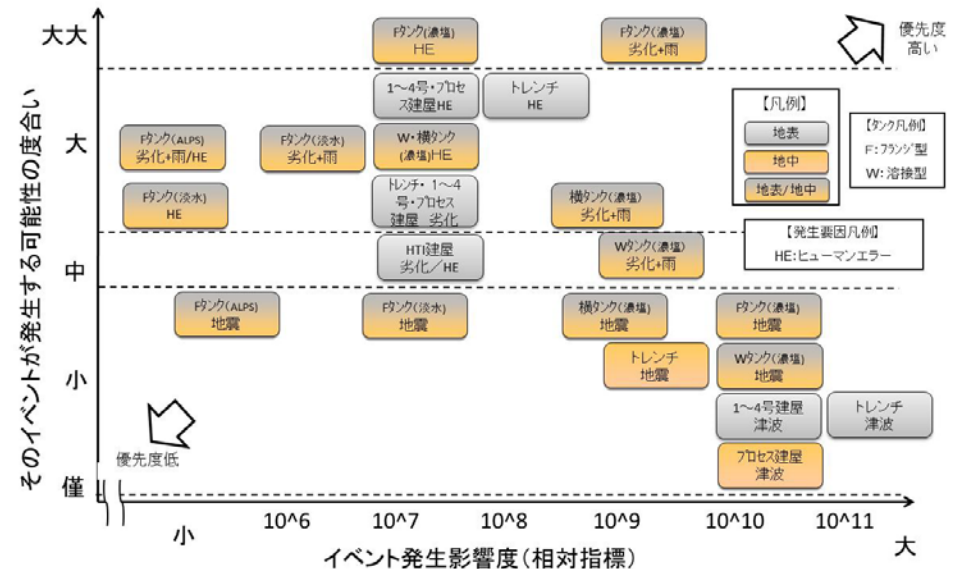 そのイベントが発生する可能性の度合い
大大
Fタンク(濃塩)
HE
Fタンク(濃塩)
劣化+雨
優先度
高い
大
1～4号・プロセ
ス建屋HE
トレンチ
HE
Fタンク(ALPS)
劣化+雨/HE
Fタンク(淡水)
劣化+雨
W・横タンク
(濃塩)HE
Fタンク(淡水)
HE
トレンチ・ 1～4
号・プロセス
建屋 劣化
横タンク(濃塩)
劣化+雨
【凡例】
地表
地中
地表/地中
【タンク凡例】
F：フランジ型
W：溶接型
【発生要因凡例】
HE：ヒューマンエラー
中
HTI建屋
劣化／HE
Wタンク(濃塩)
劣化+雨
小
Fタンク(ALPS)
地震
Fタンク(淡水)
地震
横タンク(濃塩)
地震
Fタンク(濃塩)
地震
トレンチ
地震
Wタンク(濃塩)
地震
1～4号建屋
津波
トレンチ
津波
プロセス建屋
津波
優先度低
僅
小
10^6
10^7
10^8
10^9
10^10
10^11
大
イベント発生影響度（相対指標）